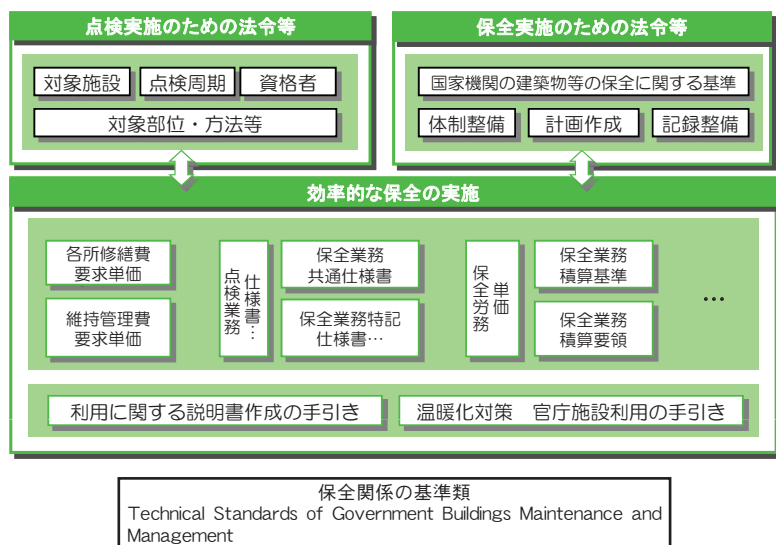 点検実施のための法令等
対象施設
点検周期
資格者
対象部位・方法等
保全実施のための法令等
国家機関の建築物等の保全に関する基準
体制整備
計画作成
記録整備
効率的な保全の実施
各所修繕費
要求単価
維持管理費
要求単価
点検業務
仕様書…
保全業務
共通仕様書
保全業務特記
仕様書…
保全労務
単価
保全業務
積算基準
保全業務
積算要領
…
利用に関する説明書作成の手引き
温暖化対策　官庁施設利用の手引き
保全関係の基準類
Technical Standards of Government Buildings Maintenance and
Management